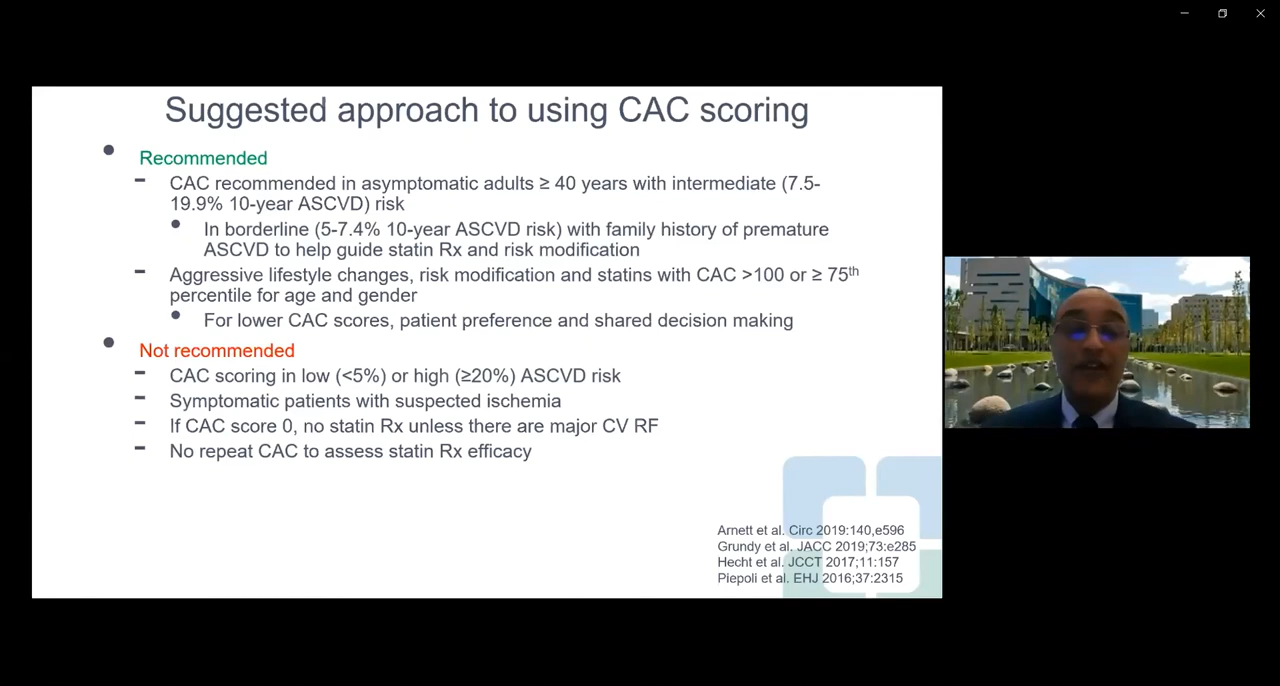 Suggested approach to using CAC scoring
Recommended
CAC recommended in asymptomatic adults ≥ 40 years with intermediate (7.5-
19.9% 10-year ASCVD) risk
In borderline (5-7.4% 10-year ASCVD risk) with family history of premature
ASCVD to help guide statin Rx and risk modification
Aggressive lifestyle changes, risk modification and statins with CAC >100 or ≥ 75th
percentile for age and gender
For lower CAC scores, patient preference and shared decision making
Not recommended
CAC scoring in low (<5%) or high (≥20%) ASCVD risk
Symptomatic patients with suspected ischemia
If CAC score 0, no statin Rx unless there are major CV RF
No repeat CAC to assess statin Rx efficacy
Arnett et al. Circ 2019:140,e596
Grundy et al. JACC 2019;73:e285
Hecht et al. JCCT 2017;11:157
Piepoli et al. EHJ 2016;37:2315